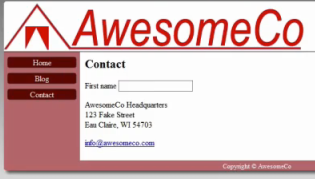 AwesomeCo
Home
Blog
Contact
Contact
First name
AwesomeCo Headquarters
123 Fake Street
Eau Claire, WI 54703
info@awesomeco.com
Copyright © AwesomeCo